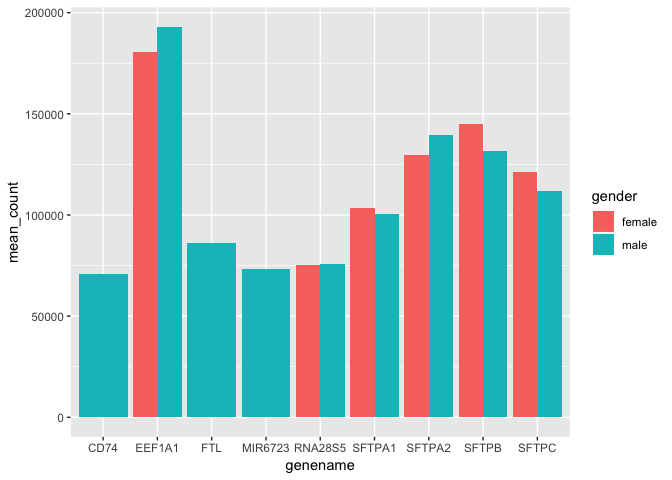 200000
150000
100000
50000
0
mean_count
CD74 EEF1A1 FTL MIR6723 RNA28S5 SFTPA1 SFTPA2 SFTPB SFTPC
genename
gender
female
male